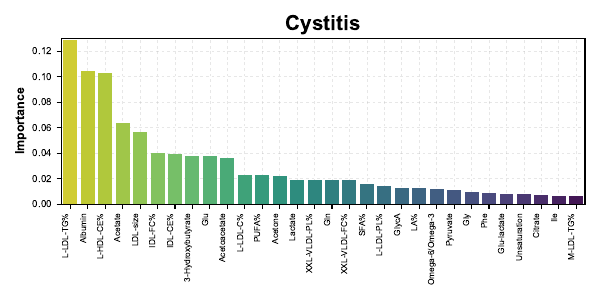 Cystitis
Importance
0.12
0.10
0.08
0.06
0.04
0.02
0.00
L-LDL-TG%
Albumin
L-HDL-CE%
Acetate
LDL-size
IDL-FC%
IDL-CE%
3-Hydroxybutyrate
Glu
Acetoacetate
L-LDL-C%
PUFA%
Acetone
Lactate
XXL-VLDL-PL%
Gln
XXL-VLDL-FC%
SFA%
L-LDL-PL%
GlycA
LA%
Omega-6/Omega-3
Pyruvate
Gly
Phe
Glu-lactate
Unsaturation
Citrate
Ile
M-LDL-TG%